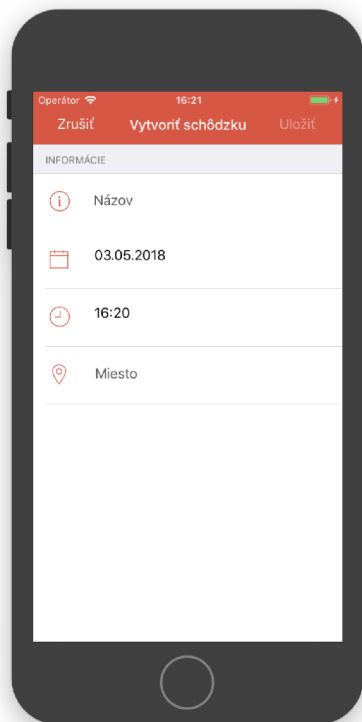 Operátor 16:21
Zrušiť Vytvoriť schôdzku Uložiť
INFORMÁCIE
Názov
03.05.2018
16:20
Miesto